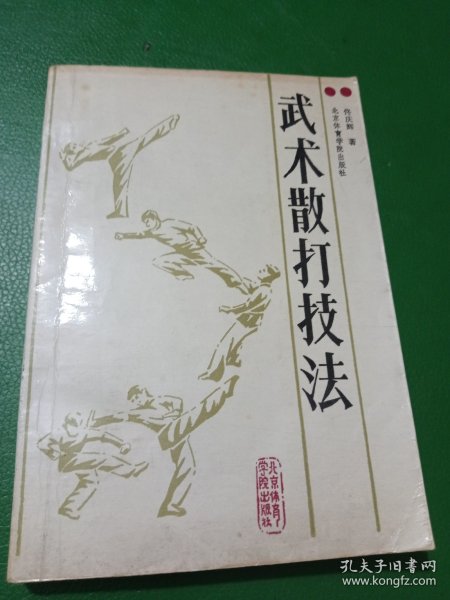 佟庆辉 著
北京体育学院出版社
武术散打技法
北京体育
学院出版社
孔夫子旧书网
www.kongfz.com